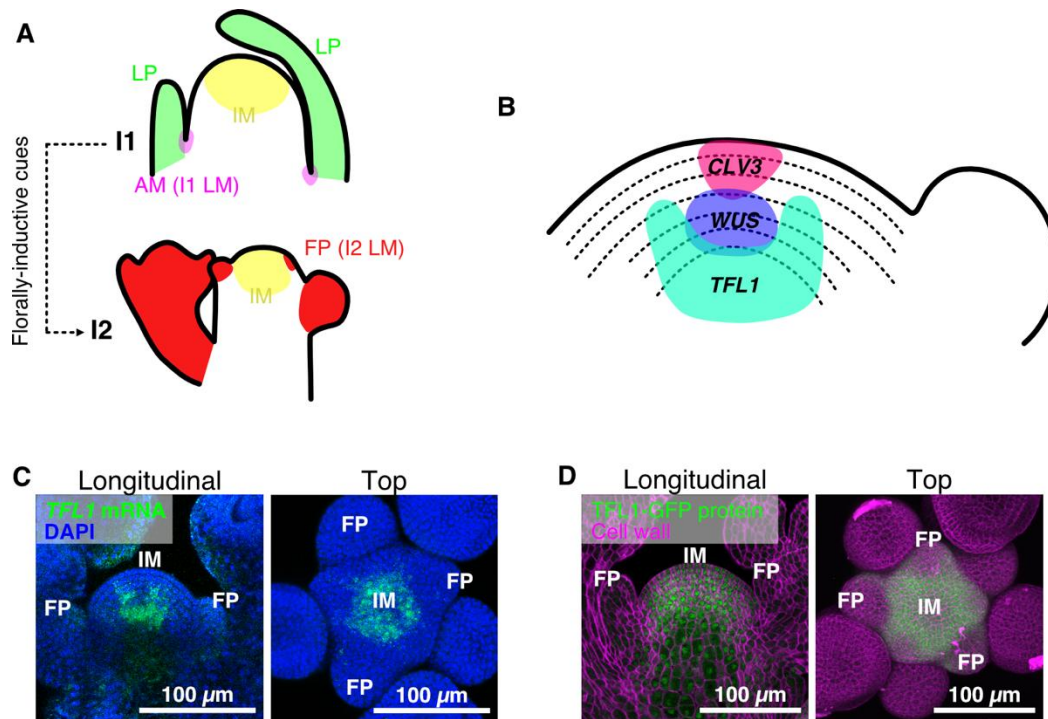 A
LP
LP
IM
I1
AM (I1 LM)
Florally-inductive cues
FP (I2 LM)
IM
I2
B
CLV3
WUS
TFL1
C
Longitudinal
Top
TFL1 mRNA
DAPI
IM
FP
FP
100 µm
FP
FP
IM
FP
100 µm
D
Longitudinal
Top
TFL1-GFP protein
Cell wall
IM
FP
FP
100 µm
FP
FP
IM
FP
100 µm